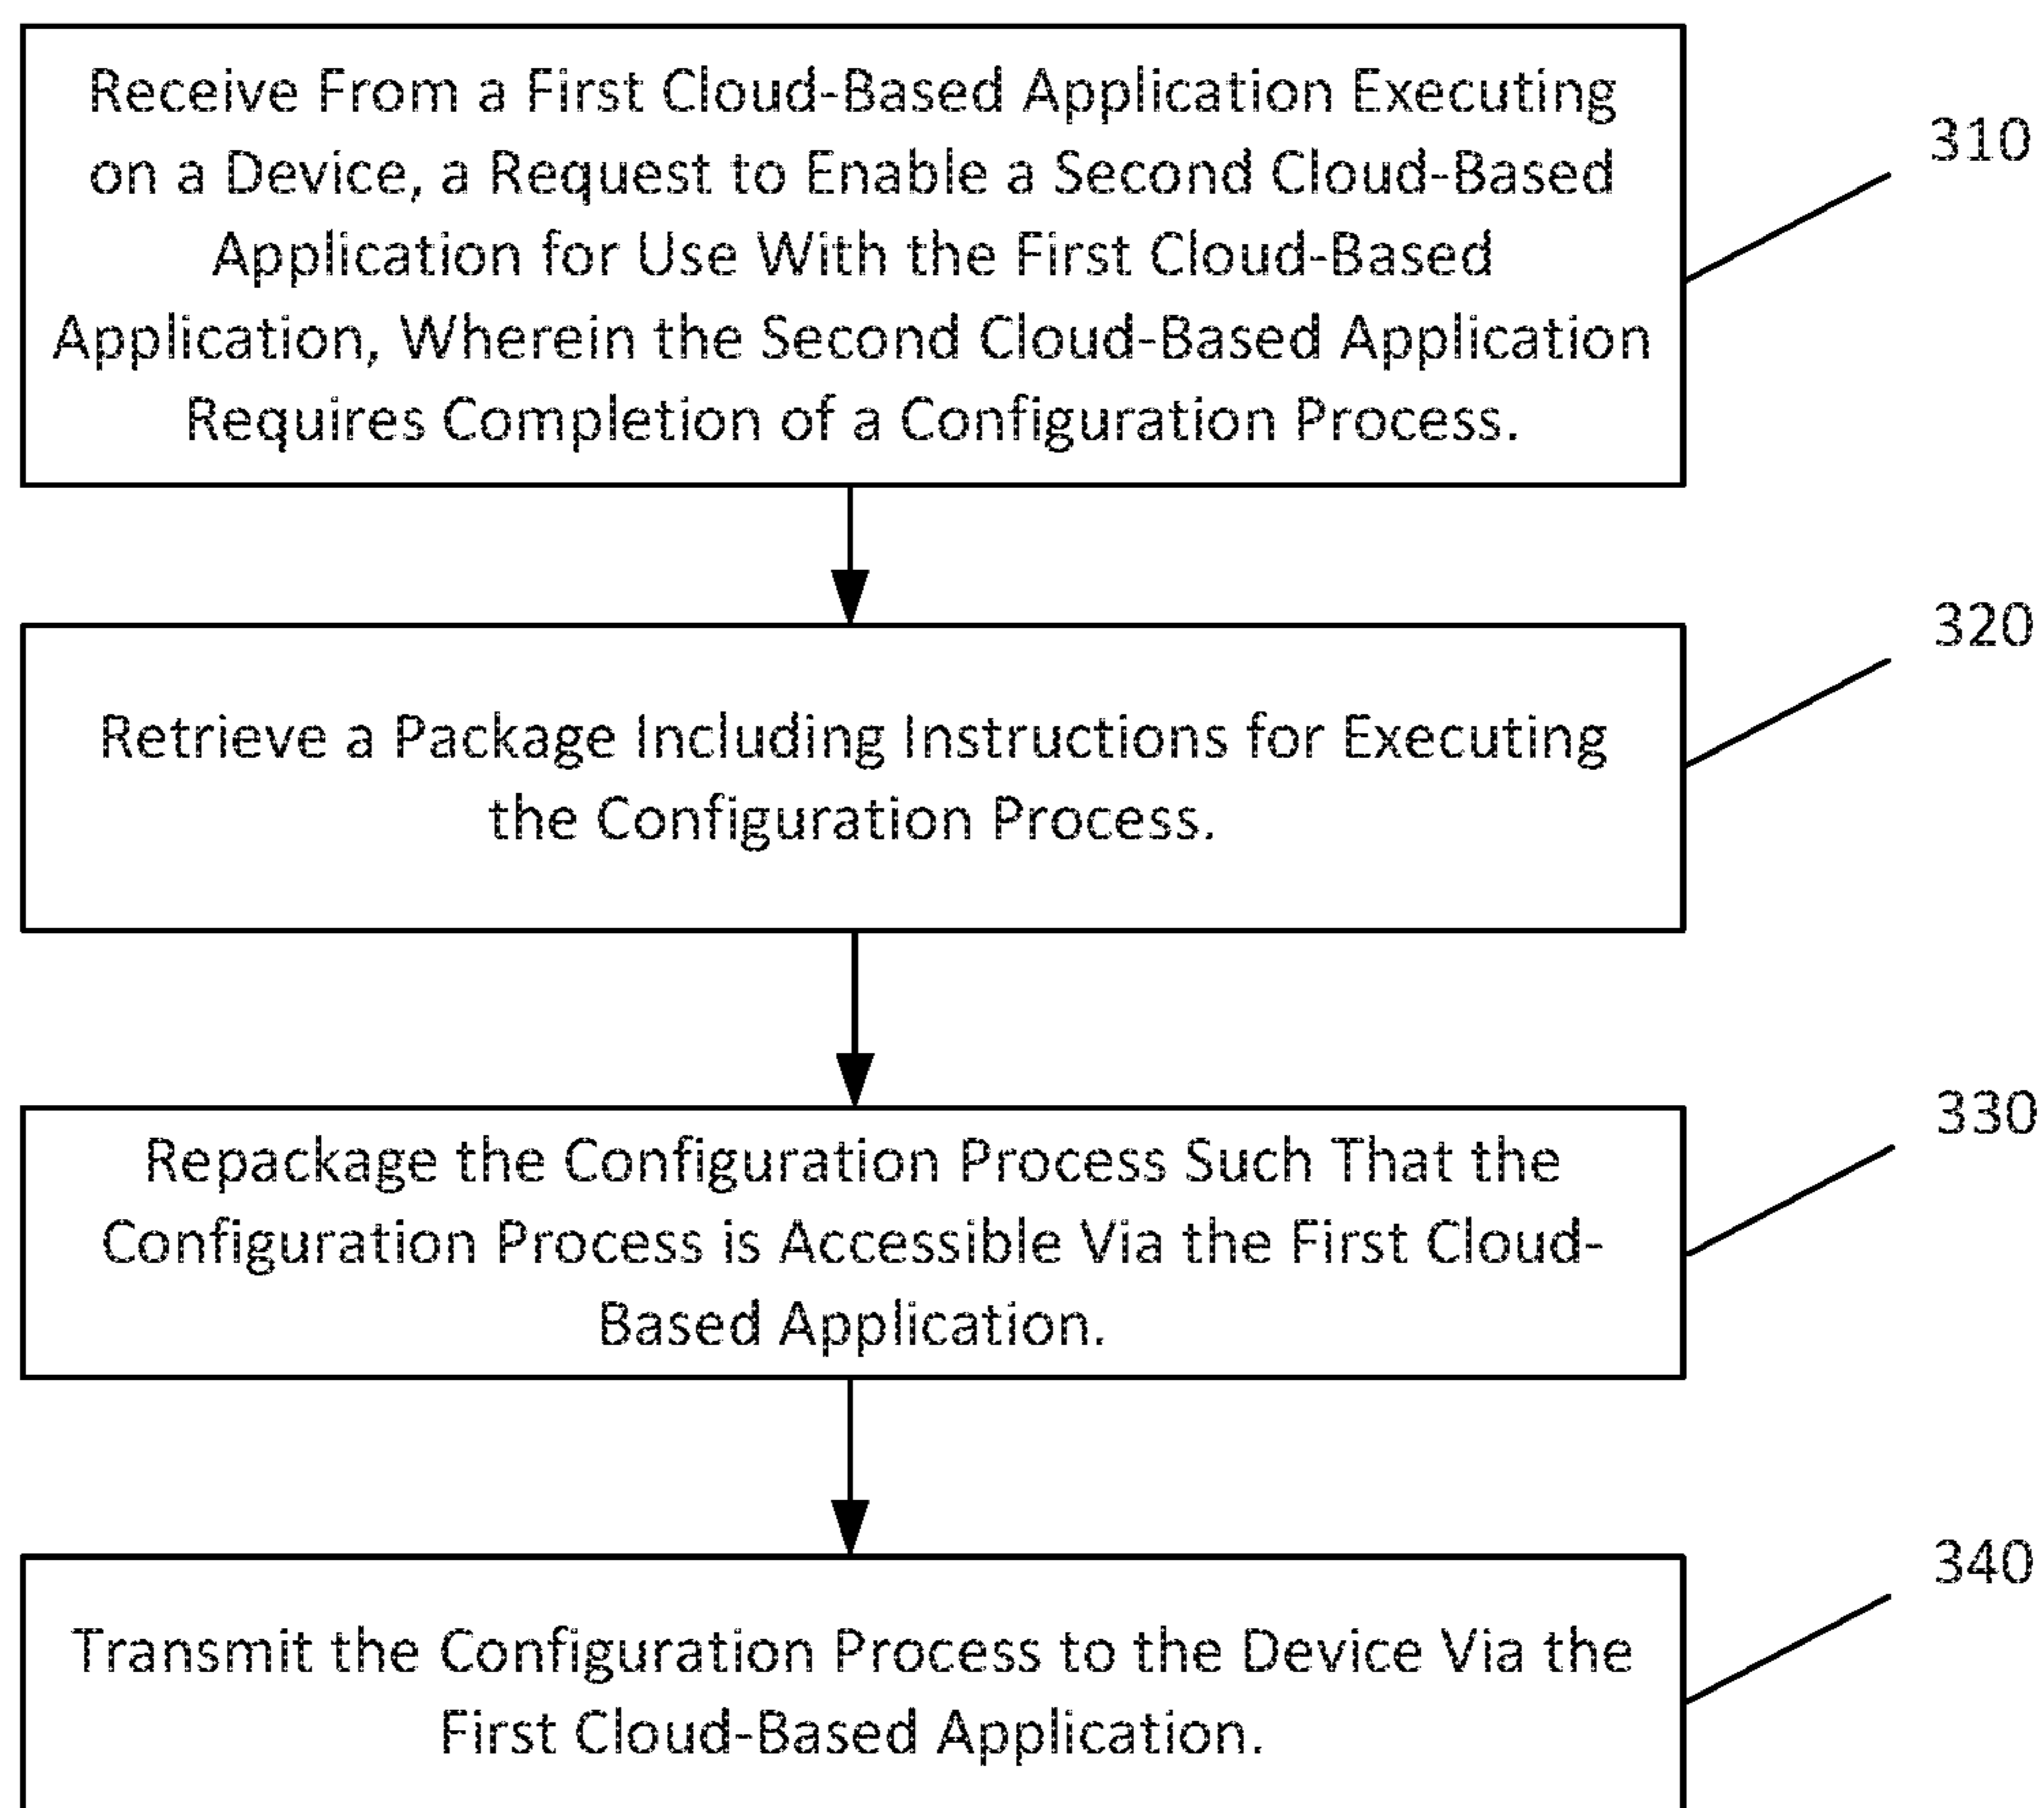 Receive From a First Cloud-Based Application Executing
on a Device, a Request to Enable a Second Cloud-Based
Application for Use With the First Cloud-Based
Application, Wherein the Second Cloud-Based Application
Requires Completion of a Configuration Process.
310
Retrieve a Package Including Instructions for Executing
the Configuration Process.
320
Repackage the Configuration Process Such That the
Configuration Process is Accessible Via the First Cloud-
Based Application.
330
Transmit the Configuration Process to the Device Via the
First Cloud-Based Application.
340